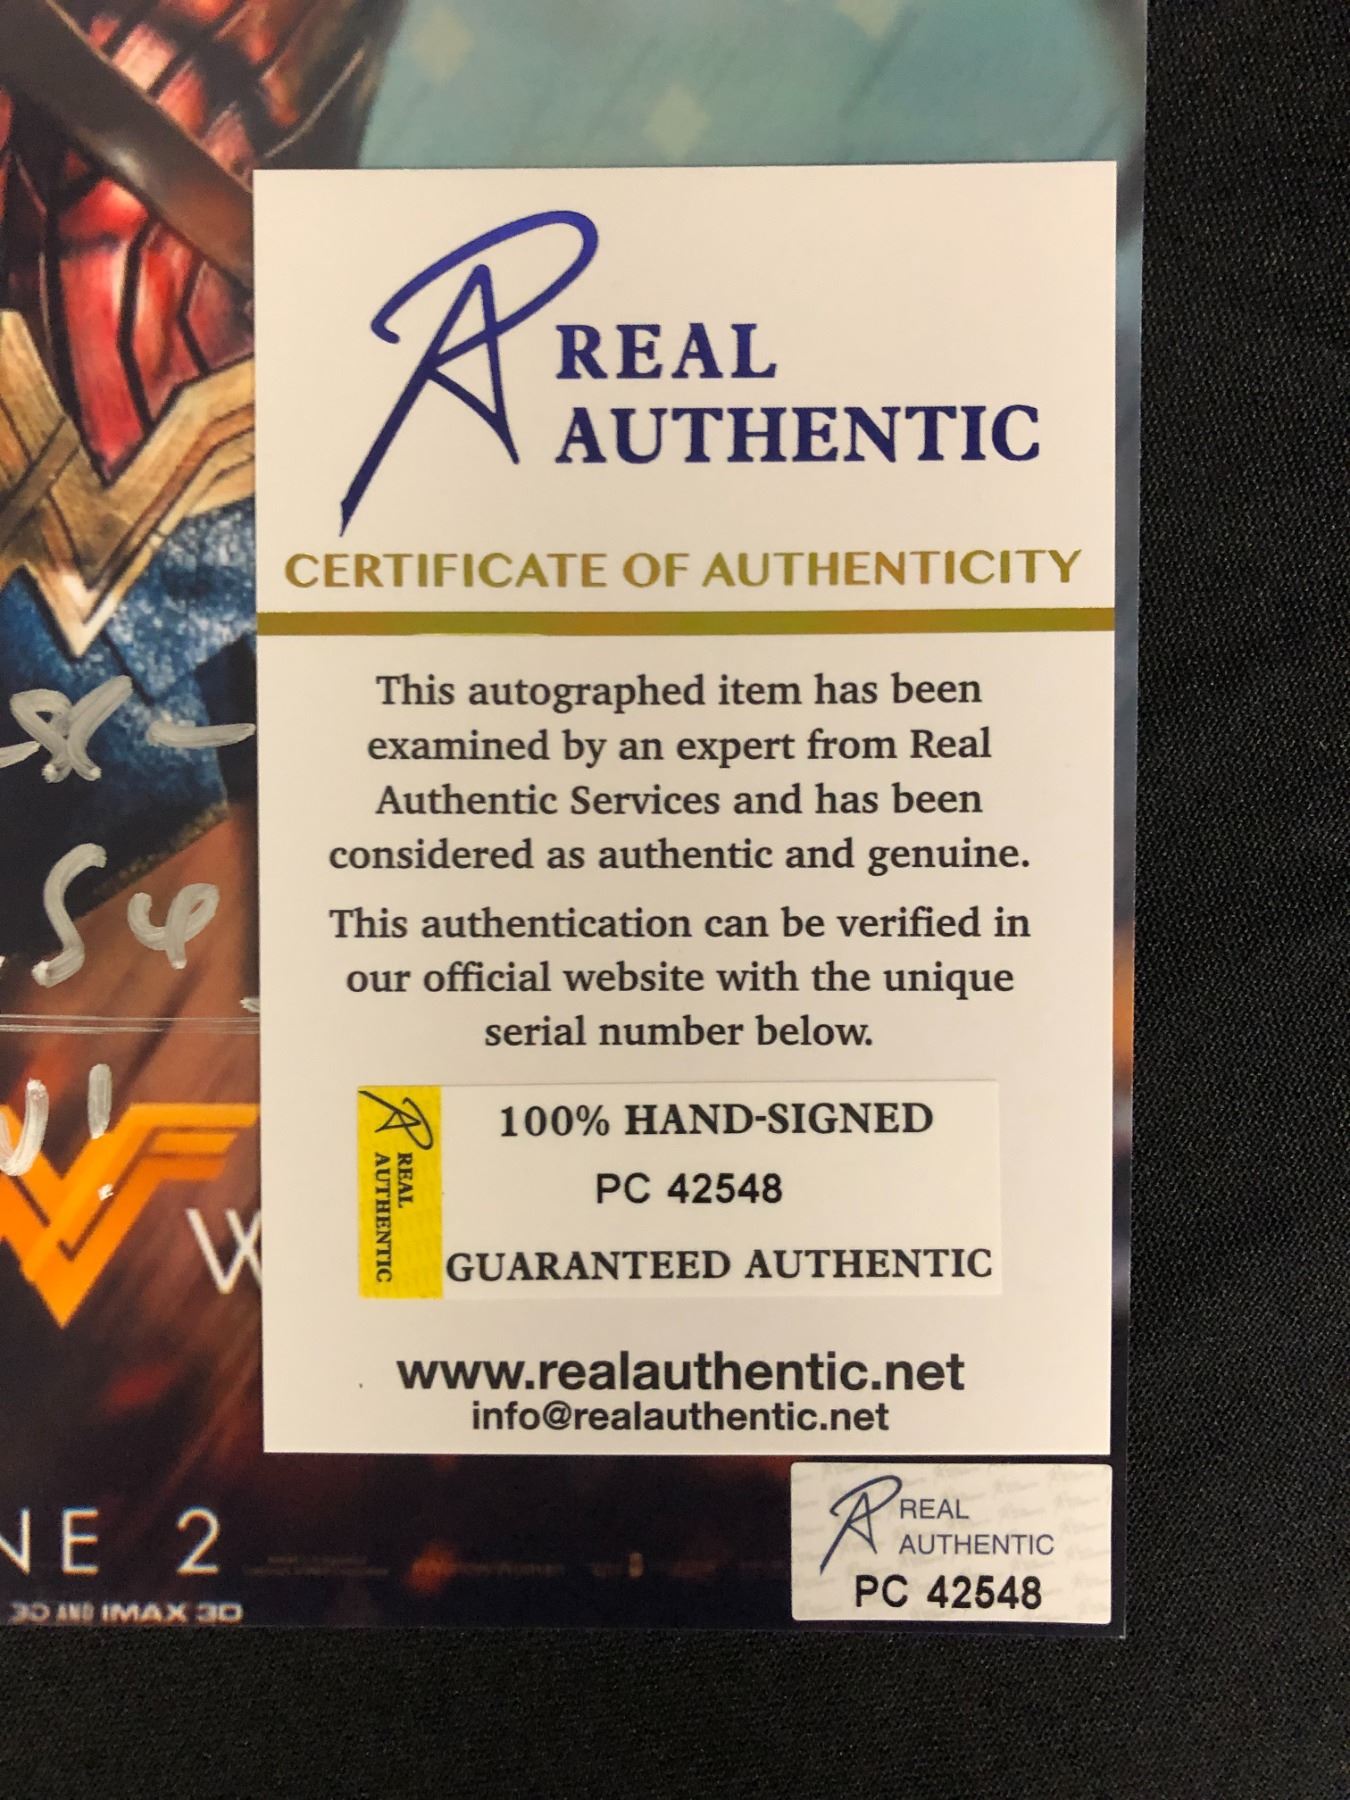 REAL
AUTHENTIC
CERTIFICATE OF AUTHENTICITY
This autographed item has been
examined by an expert from Real
Authentic Services and has been
considered as authentic and genuine.
This authentication can be verified in
our official website with the unique
serial number below.
REAL
AUTHENTIC
100% HAND-SIGNED
PC 42548
GUARANTEED AUTHENTIC
www.realauthentic.net
info@realauthentic.net
W
NE 2
3D AND IMAX 3D
REAL
AUTHENTIC
PC 42548